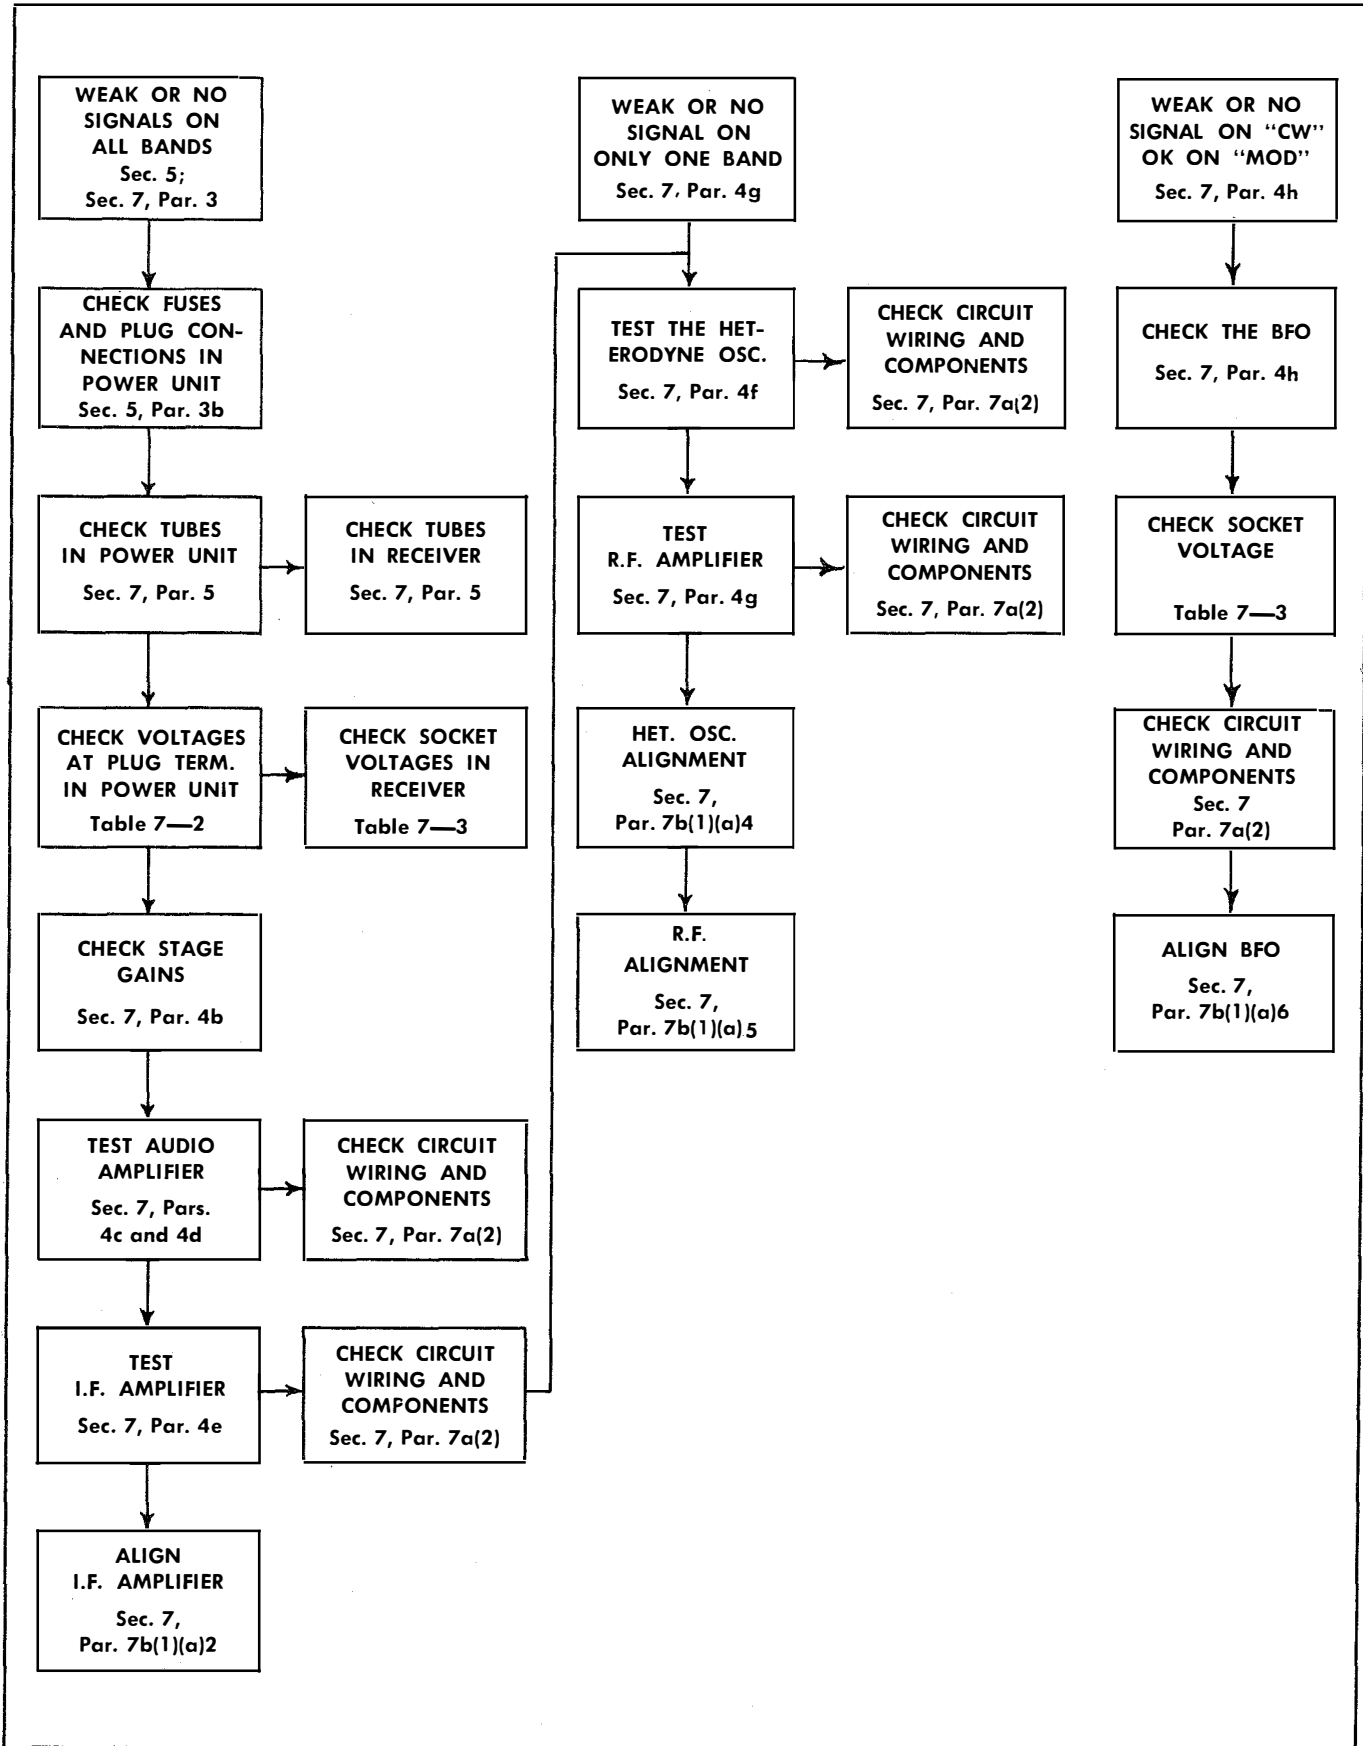 WEAK OR NO
SIGNALS ON
ALL BANDS
Sec. 5;
Sec. 7, Par. 3
CHECK FUSES
AND PLUG CON-
NECTIONS IN
POWER UNIT
Sec. 5, Par. 3b
CHECK TUBES
IN POWER UNIT
Sec. 7, Par. 5
CHECK TUBES
IN RECEIVER
Sec. 7, Par. 5
CHECK VOLTAGES
AT PLUG TERM.
IN POWER UNIT
Table 7—2
CHECK SOCKET
VOLTAGES IN
RECEIVER
Table 7—3
CHECK STAGE
GAINS
Sec. 7, Par. 4b
TEST AUDIO
AMPLIFIER
Sec. 7, Pars.
4c and 4d
CHECK CIRCUIT
WIRING AND
COMPONENTS
Sec. 7, Par. 7a(2)
TEST
I.F. AMPLIFIER
Sec. 7, Par. 4e
CHECK CIRCUIT
WIRING AND
COMPONENTS
Sec. 7, Par. 7a(2)
ALIGN
I.F. AMPLIFIER
Sec. 7,
Par. 7b(1)(a)2
WEAK OR NO
SIGNAL ON
ONLY ONE BAND
Sec. 7, Par. 4g
TEST THE HET-
ERODYNE OSC.
Sec. 7, Par. 4f
CHECK CIRCUIT
WIRING AND
COMPONENTS
Sec. 7, Par. 7a(2)
TEST
R.F. AMPLIFIER
Sec. 7, Par. 4g
CHECK CIRCUIT
WIRING AND
COMPONENTS
Sec. 7, Par. 7a(2)
HET. OSC.
ALIGNMENT
Sec. 7,
Par. 7b(1)(a)4
R.F.
ALIGNMENT
Sec. 7,
Par. 7b(1)(a)5
WEAK OR NO
SIGNAL ON “CW”
OK ON “MOD”
Sec. 7, Par. 4h
CHECK THE BFO
Sec. 7, Par. 4h
CHECK SOCKET
VOLTAGE
Table 7—3
CHECK CIRCUIT
WIRING AND
COMPONENTS
Sec. 7
Par. 7a(2)
ALIGN BFO
Sec. 7,
Par. 7b(1)(a)6